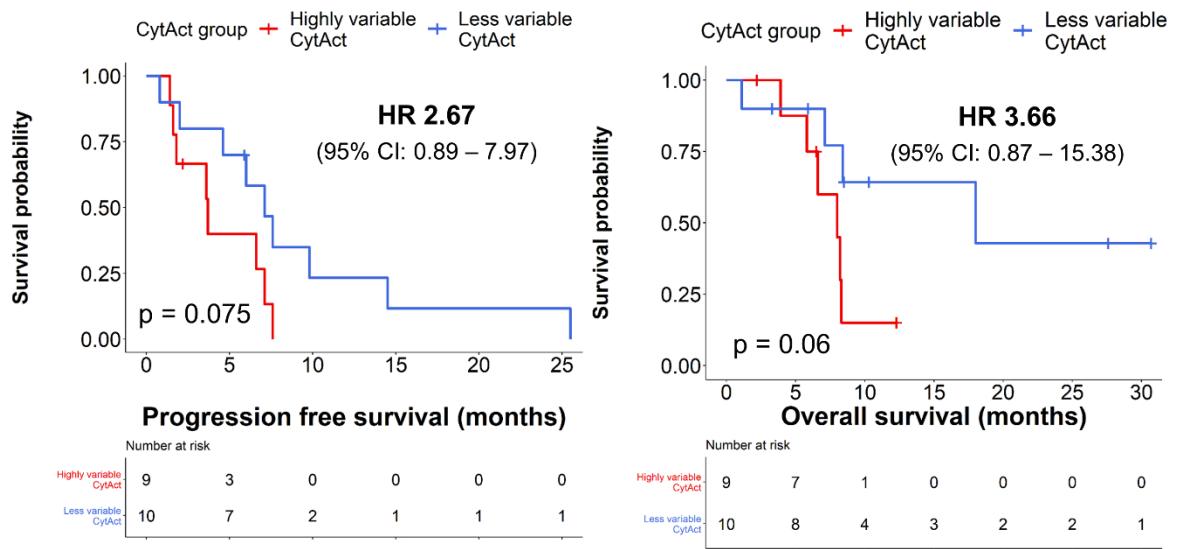 CytAct group Highly variable CytAct Less variable CytAct
Survival probability
1.00
0.75
0.50
0.25
0.00
HR 2.67
(95% CI: 0.89 – 7.97)
p = 0.075
0 5 10 15 20 25
Progression free survival (months)
Number at risk
Highly variable CytAct 9 3 0 0 0 0
Less variable CytAct 10 7 2 1 1 1
CytAct group Highly variable CytAct Less variable CytAct
Survival probability
1.00
0.75
0.50
0.25
0.00
HR 3.66
(95% CI: 0.87 – 15.38)
p = 0.06
0 5 10 15 20 25 30
Overall survival (months)
Number at risk
Highly variable CytAct 9 7 1 0 0 0 0
Less variable CytAct 10 8 4 3 2 2 1